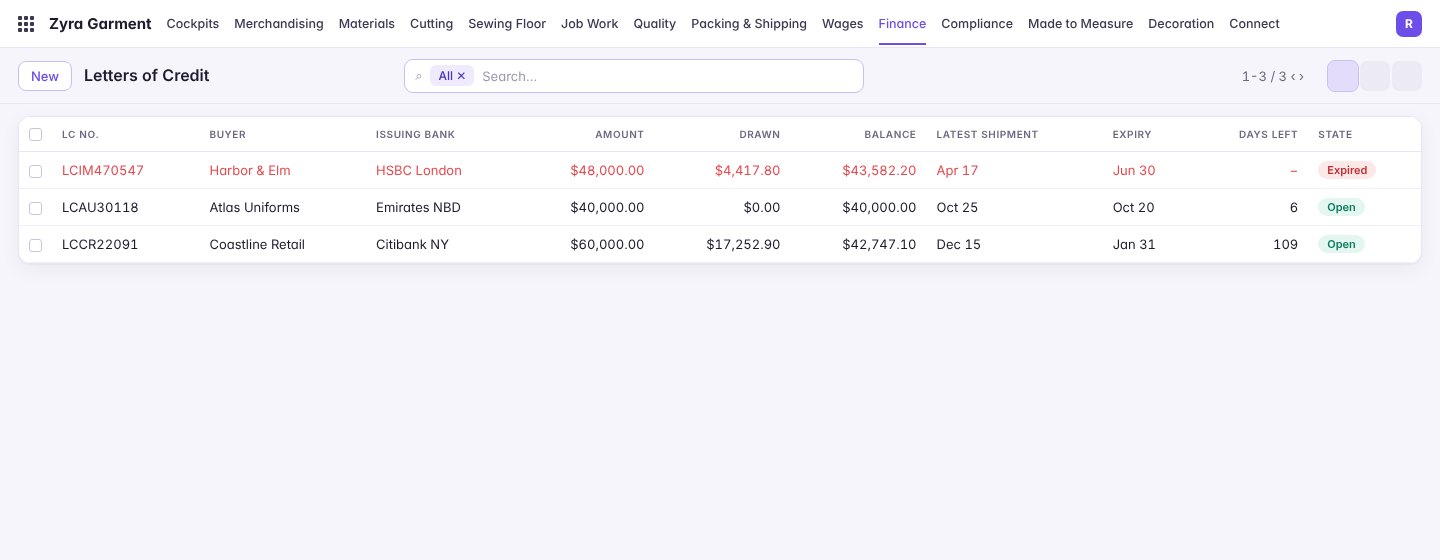 Zyra Garment Cockpits Merchandising Materials Cutting Sewing Floor Job Work Quality Packing & Shipping Wages Finance Compliance Made to Measure Decoration Connect R
New Letters of Credit All ✕ Search... 1-3 / 3 ‹ ›
LC NO. BUYER ISSUING BANK AMOUNT DRAWN BALANCE LATEST SHIPMENT EXPIRY DAYS LEFT STATE
LCIM470547 Harbor & Elm HSBC London $48,000.00 $4,417.80 $43,582.20 Apr 17 Jun 30 – Expired
LCAU30118 Atlas Uniforms Emirates NBD $40,000.00 $0.00 $40,000.00 Oct 25 Oct 20 6 Open
LCCR22091 Coastline Retail Citibank NY $60,000.00 $17,252.90 $42,747.10 Dec 15 Jan 31 109 Open